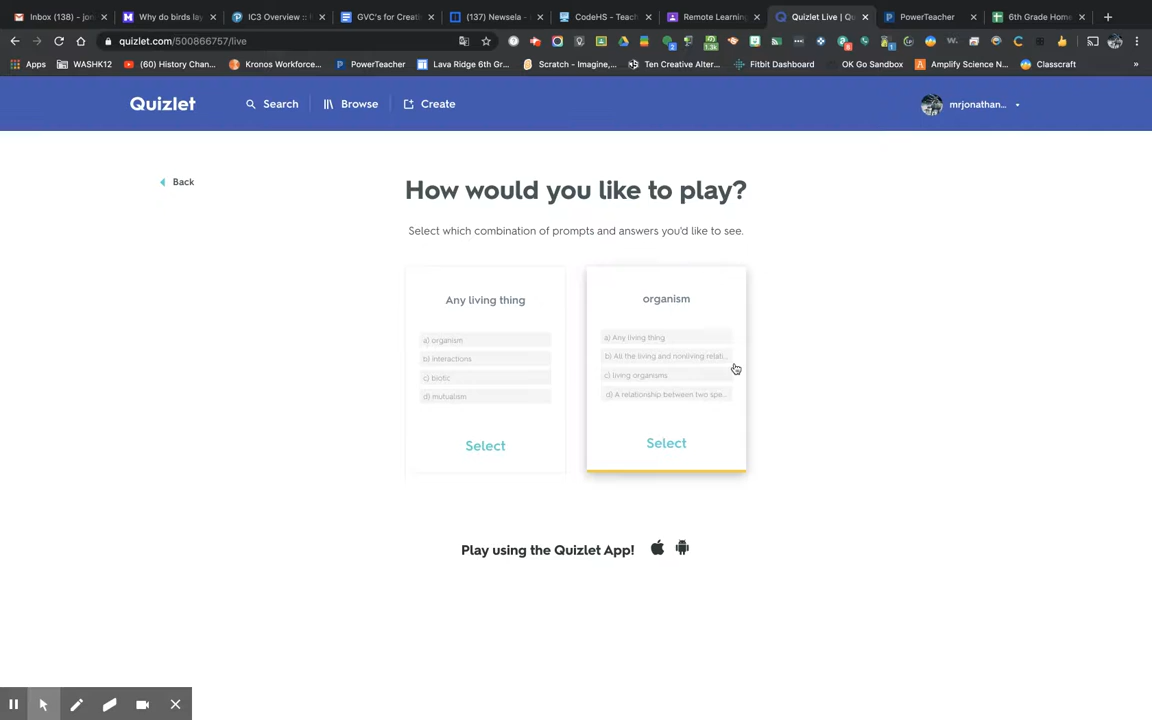 Inbox (138) - jon
Why do birds lay
IC3 Overview ::
GVC's for Creati
(137) Newsela -
CodeHS - Teach
Remote Learning
Quizlet Live | Qu
PowerTeacher
6th Grade Home
quizlet.com/500866757/live
Apps
WASHK12
(60) History Chan...
Kronos Workforce...
PowerTeacher
Lava Ridge 6th Gr...
Scratch - Imagine,...
Ten Creative Alter...
Fitbit Dashboard
OK Go Sandbox
Amplify Science N...
Classcraft
»
Quizlet
Search
Browse
Create
mrjonathan...
Back
How would you like to play?
Select which combination of prompts and answers you'd like to see.
Any living thing
a) organism
b) interactions
c) biotic
d) mutualism
Select
organism
a) Any living thing
b) All the living and nonliving relati...
c) living organisms
d) A relationship between two spe...
Select
Play using the Quizlet App!